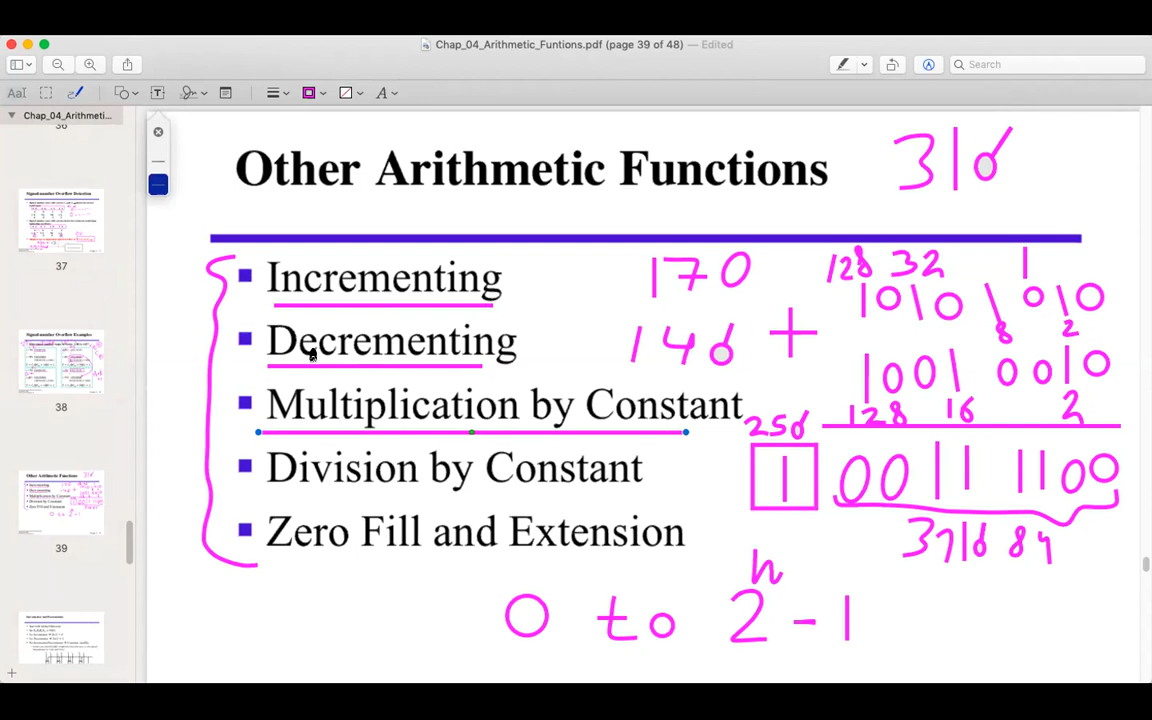 Chap_04_Arithmetic_Funtions.pdf (page 39 of 48) — Edited
Search
AaI
T
A
Chap_04_Arithmeti...
36
37
38
39
Other Arithmetic Functions
316
Incrementing
170
128 32 1
1010 1010
8 2
Decrementing
146 +
1001 0010
128 16 2
Multiplication by Constant
256
Division by Constant
1 0011 1100
Zero Fill and Extension
0 to 2^n - 1